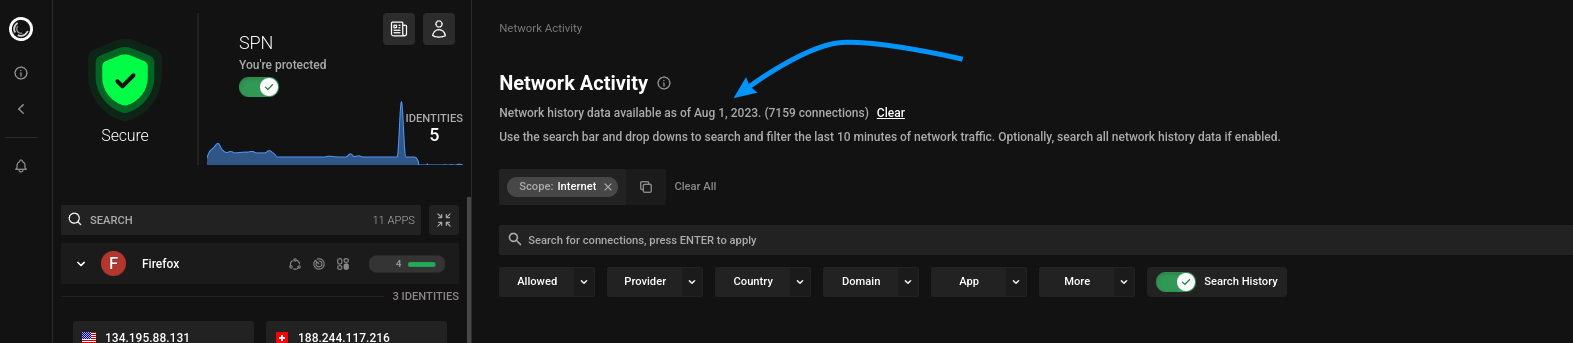 SPN
You're protected
IDENTITIES
5
Secure
SEARCH 11 APPS
F Firefox 4
3 IDENTITIES
134.195.88.131 188.244.117.216
Network Activity
Network Activity
Network history data available as of Aug 1, 2023. (7159 connections) Clear
Use the search bar and drop downs to search and filter the last 10 minutes of network traffic. Optionally, search all network history data if enabled.
Scope: Internet Clear All
Search for connections, press ENTER to apply
Allowed Provider Country Domain App More Search History